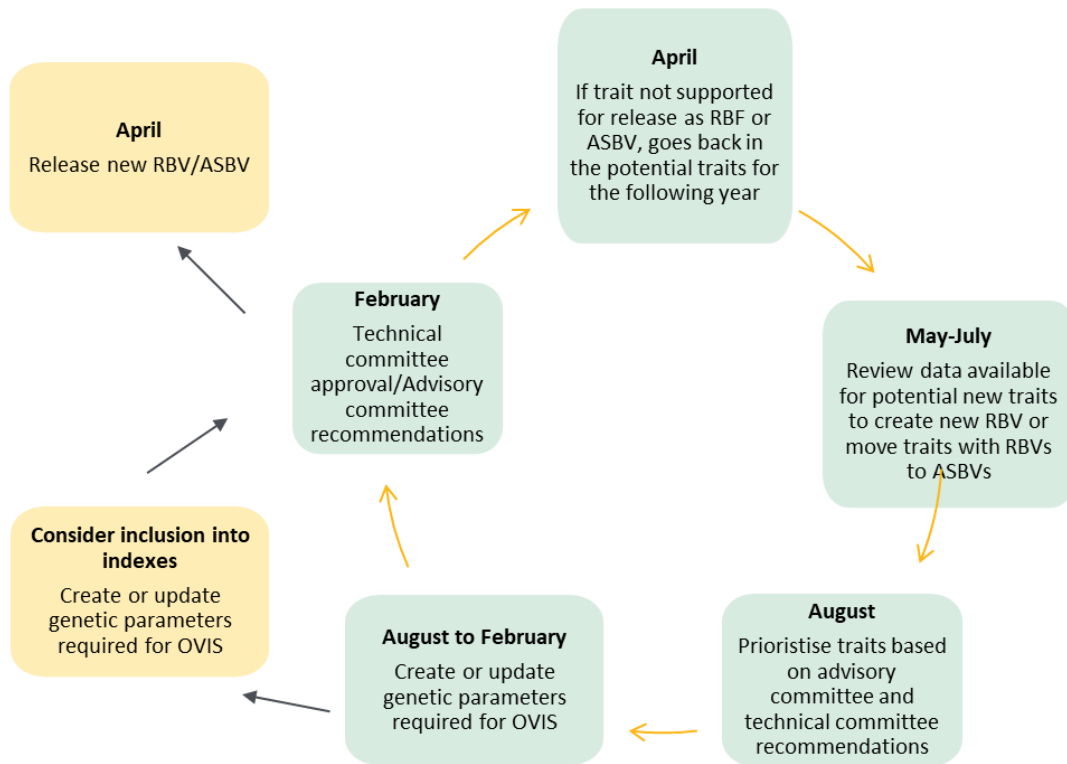 April
Release new RBV/ASBV
April
If trait not supported
for release as RBF or
ASBV, goes back in
the potential traits for
the following year
February
Technical
committee
approval/Advisory
committee
recommendations
May-July
Review data available
for potential new traits
to create new RBV or
move traits with RBVs
to ASBVs
Consider inclusion into
indexes
Create or update
genetic parameters
required for OVIS
August to February
Create or update
genetic parameters
required for OVIS
August
Prioristise traits based
on advisory
committee and
technical committee
recommendations